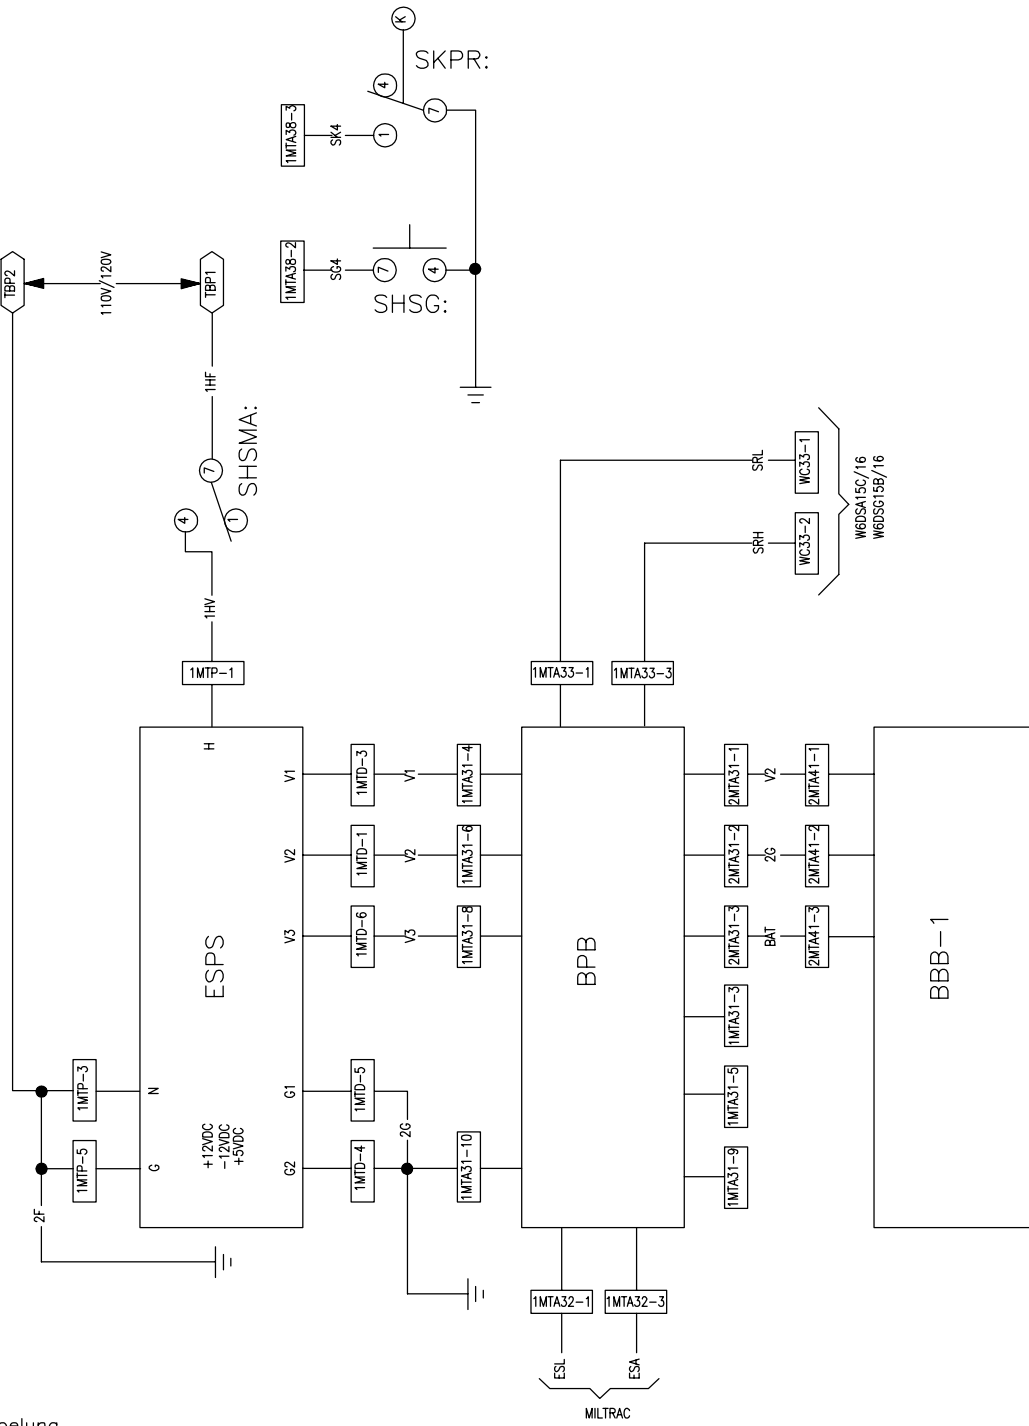 K
SKPR:
4
7
1
SK4
1MTA38-3
TBP2
110V/120V
TBP1
1MTA38-2
SG4
7
4
SHSG:
1HF
SHSMA:
7
4
1
1HV
1MTP-1
SRL
WC33-1
SRH
WC33-2
W6DSA15C/16
W6DSG15B/16
1MTA33-1
1MTA33-3
H
V1
1MTD-3
V1
1MTA31-4
2MTA31-1
V2
2MTA41-1
V2
1MTD-1
V2
1MTA31-6
2MTA31-2
2G
2MTA41-2
V3
1MTD-6
V3
1MTA31-8
2MTA31-3
BAT
2MTA41-3
ESPS
BPB
BBB-1
1MTA31-3
1MTP-3
N
G1
1MTD-5
1MTA31-5
+12VDC
-12VDC
+5VDC
2G
1MTP-5
G
G2
1MTD-4
1MTA31-10
1MTA31-9
2F
1MTA32-1
1MTA32-3
ESL
ESA
MILTRAC